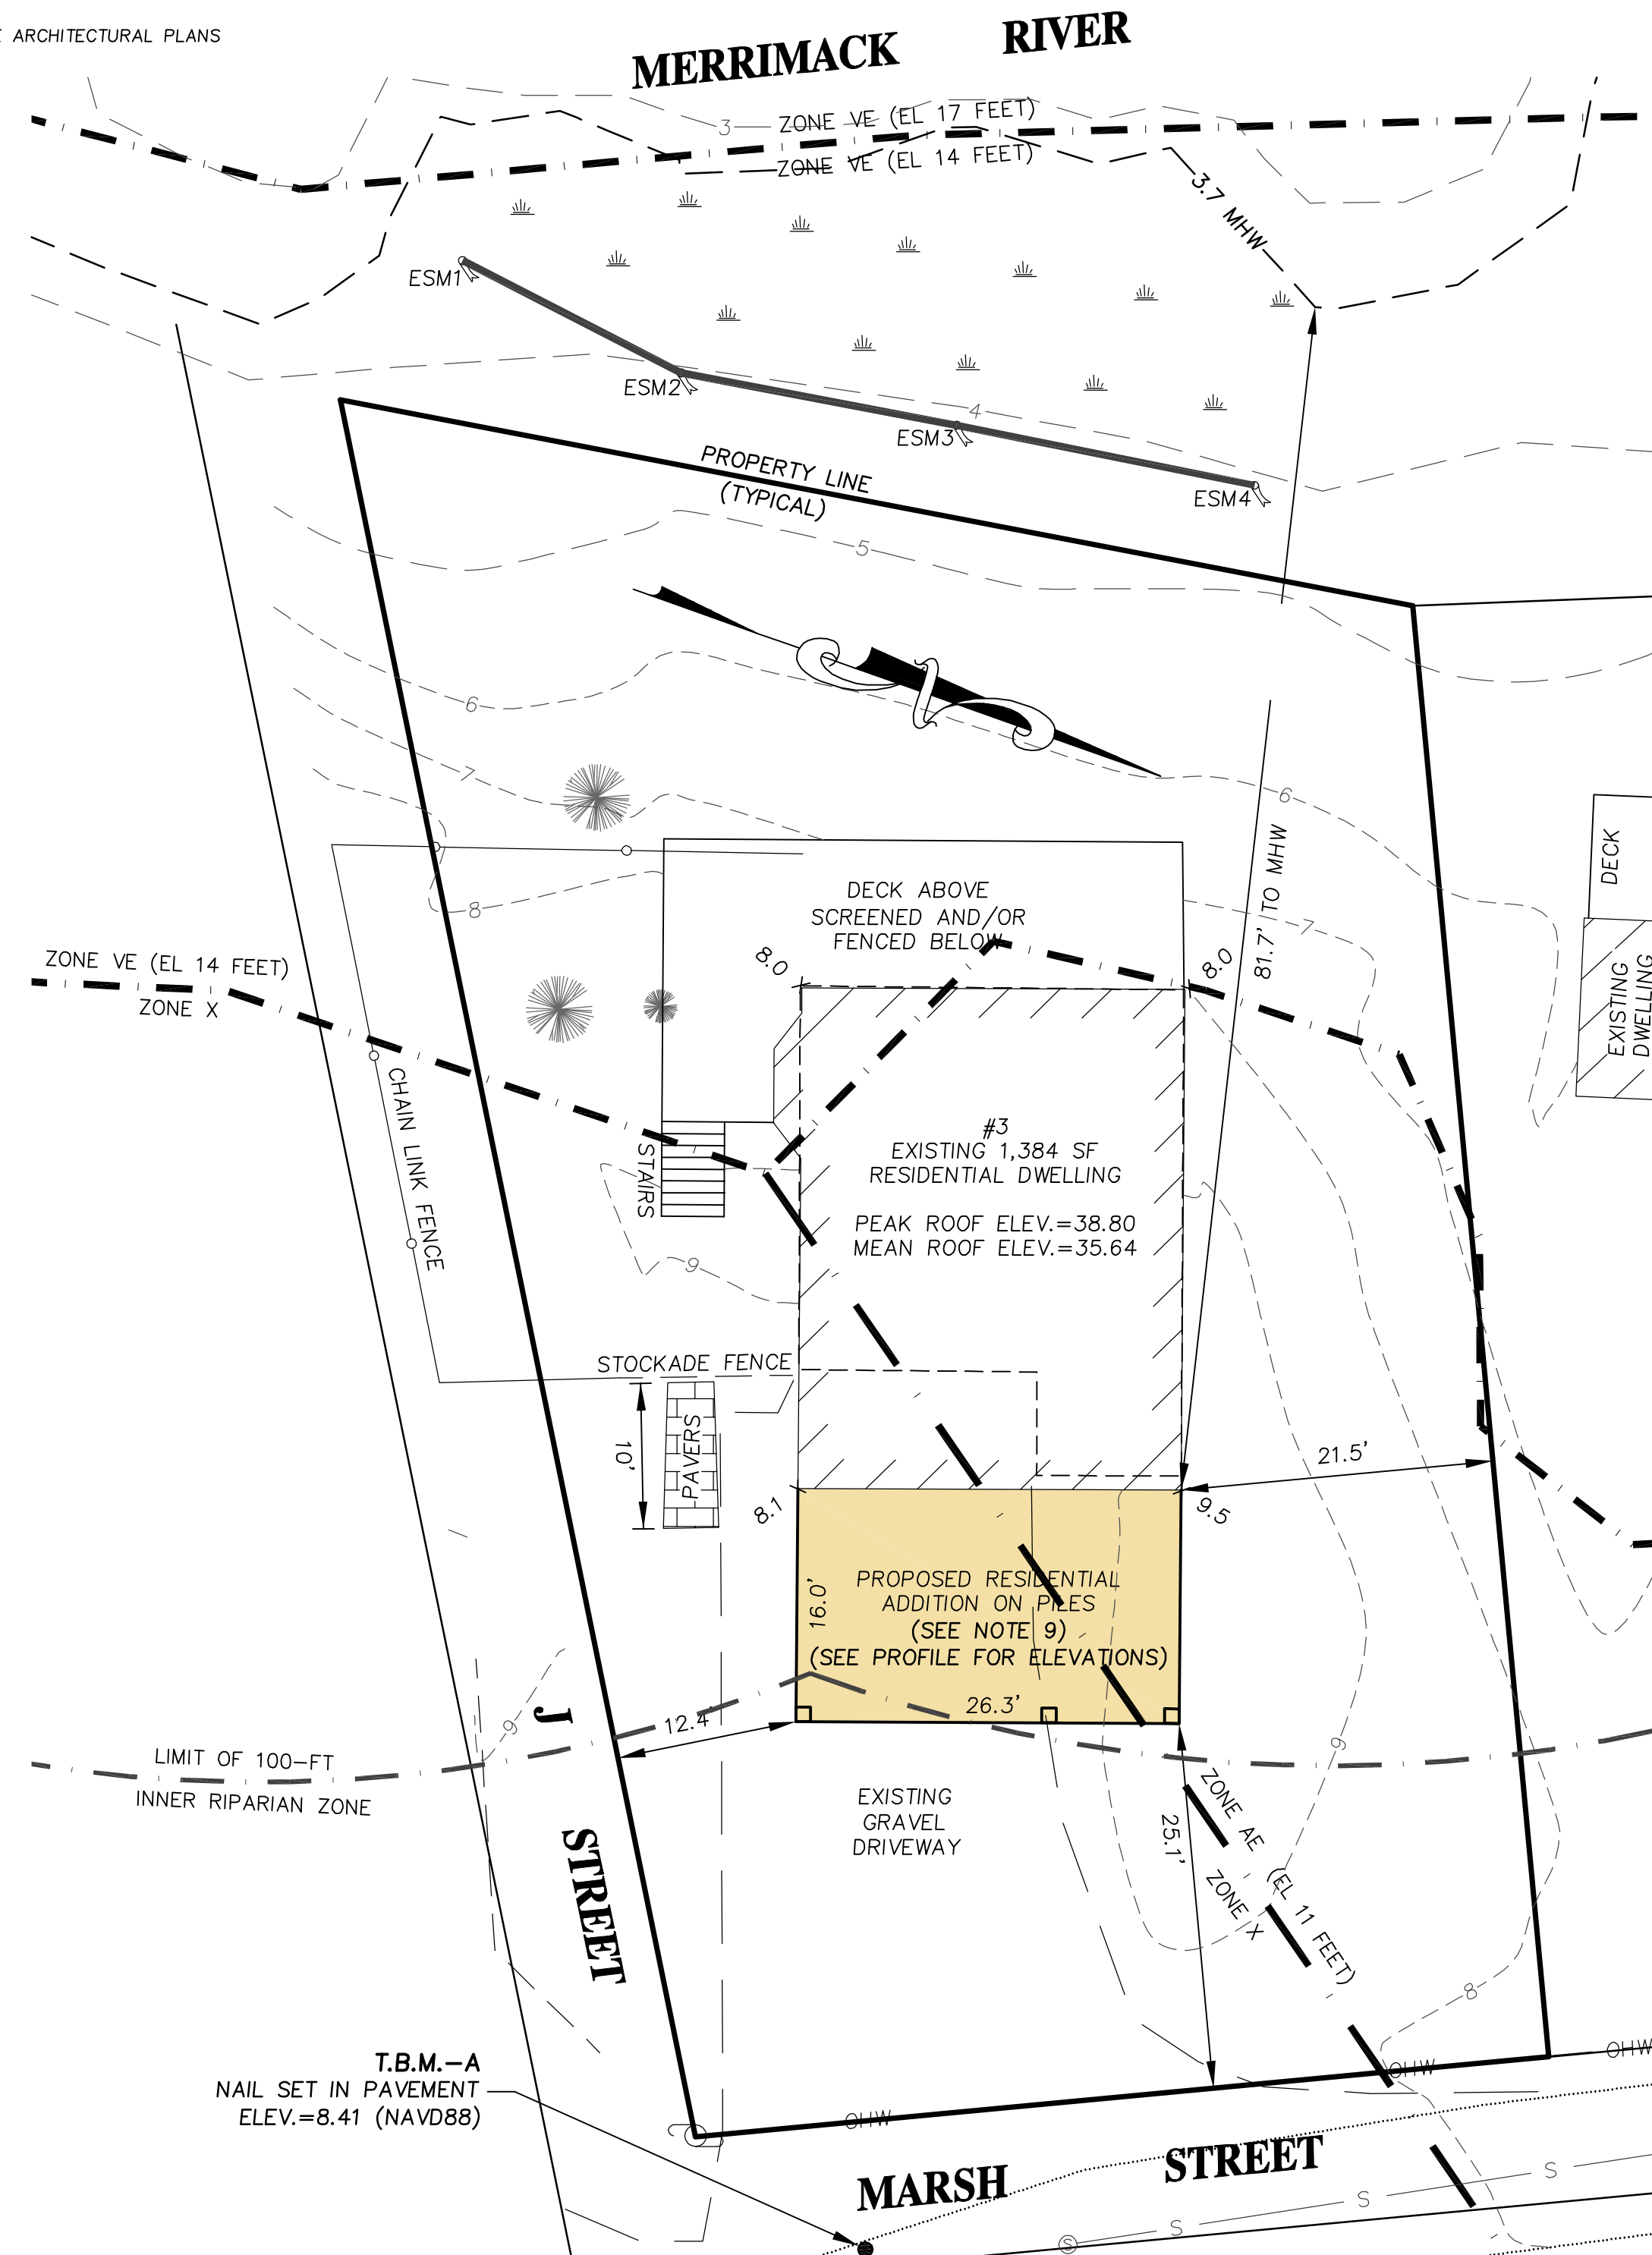 ARCHITECTURAL PLANS
MERRIMACK RIVER
3
ZONE VE (EL 17 FEET)
ZONE VE (EL 14 FEET)
3.7 MHW
ESM1
ESM2
4
ESM3
ESM4
PROPERTY LINE
(TYPICAL)
5
6
7
6
8
7
DECK ABOVE
SCREENED AND/OR
FENCED BELOW
8.0
8.0
81.7' TO MHW
DECK
EXISTING
DWELLING
ZONE VE (EL 14 FEET)
ZONE X
CHAIN LINK FENCE
STAIRS
#3
EXISTING 1,384 SF
RESIDENTIAL DWELLING
PEAK ROOF ELEV.=38.80
MEAN ROOF ELEV.=35.64
9
STOCKADE FENCE
10'
PAVERS
21.5'
8.1
9.5
16.0'
PROPOSED RESIDENTIAL
ADDITION ON PILES
(SEE NOTE 9)
(SEE PROFILE FOR ELEVATIONS)
26.3'
12.4'
9
9
J STREET
LIMIT OF 100-FT
INNER RIPARIAN ZONE
EXISTING
GRAVEL
DRIVEWAY
25.1'
ZONE AE (EL 11 FEET)
ZONE X
8
T.B.M.-A
NAIL SET IN PAVEMENT
ELEV.=8.41 (NAVD88)
OHW
OHW
OHW
MARSH STREET
S
S
S
S